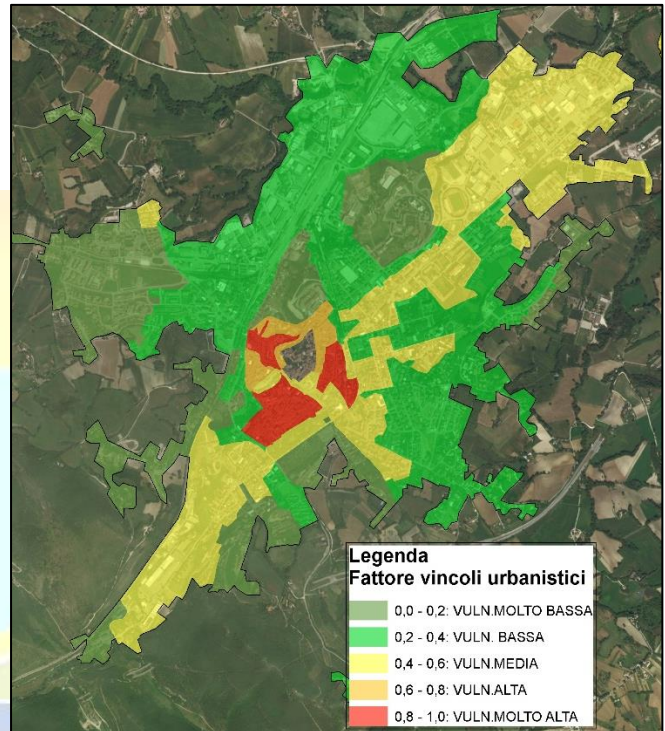 Legenda
Fattore vincoli urbanistici
0,0 - 0,2: VULN.MOLTO BASSA
0,2 - 0,4: VULN. BASSA
0,4 - 0,6: VULN.MEDIA
0,6 - 0,8: VULN.ALTA
0,8 - 1,0: VULN.MOLTO ALTA